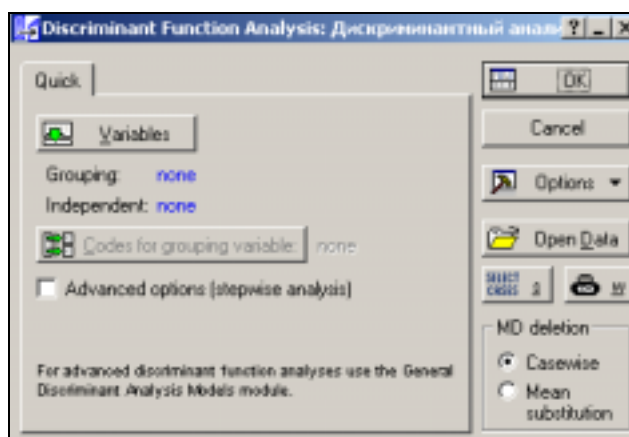 Discriminant Function Analysis: Дискриминантный анали
Quick
Variables
Grouping: none
Independent: none
Codes for grouping variable: none
Advanced options (stepwise analysis)
For advanced discriminant function analyses use the General
Discriminant Analysis Models module.
OK
Cancel
Options
Open Data
SELECT
CASES S
W
MD deletion
Casewise
Mean
substitution